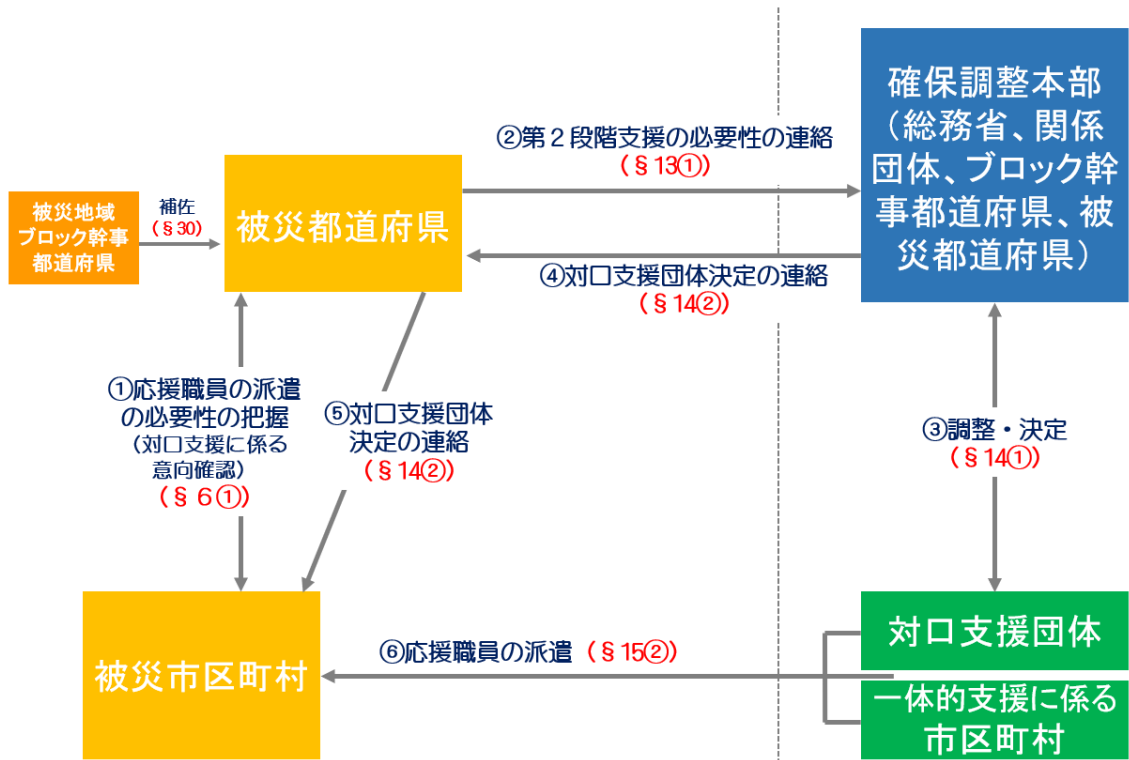 確保調整本部
（総務省、関係
団体、ブロック幹
事都道府県、被
災都道府県）
②第２段階支援の必要性の連絡
（§13①）
被災地域
ブロック幹事
都道府県
補佐
（§30）
被災都道府県
④対口支援団体決定の連絡
（§14②）
①応援職員の派遣
の必要性の把握
（対口支援に係る
意向確認）
（§６①）
⑤対口支援団体
決定の連絡
（§14②）
③調整・決定
（§14①）
被災市区町村
⑥応援職員の派遣（§15②）
対口支援団体
一体的支援に係る
市区町村